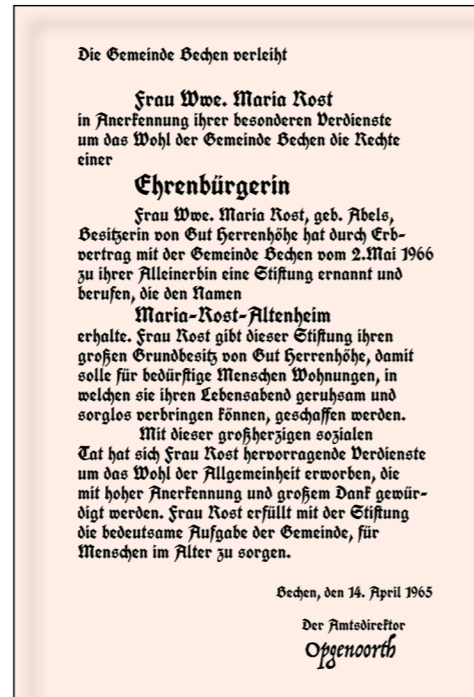 Die Gemeinde Bechen verleiht
Frau Wwe. Maria Rost
in Anerkennung ihrer besonderen Verdienste
um das Wohl der Gemeinde Bechen die Rechte
einer
Ehrenbürgerin
Frau Wwe. Maria Rost, geb. Abels,
Besitzerin von Gut Herrenhöhe hat durch Erb-
vertrag mit der Gemeinde Bechen vom 2.Mai 1966
zu ihrer Alleinerbin eine Stiftung ernannt und
berufen, die den Namen
Maria-Rost-Altenheim
erhalte. Frau Rost gibt dieser Stiftung ihren
großen Grundbesitz von Gut Herrenhöhe, damit
solle für bedürftige Menschen Wohnungen, in
welchen sie ihren Lebensabend geruhsam und
sorglos verbringen können, geschaffen werden.
Mit dieser großherzigen sozialen
Tat hat sich Frau Rost hervorragende Verdienste
um das Wohl der Allgemeinheit erworben, die
mit hoher Anerkennung und großem Dank gewür-
digt werden. Frau Rost erfüllt mit der Stiftung
die bedeutsame Aufgabe der Gemeinde, für
Menschen im Alter zu sorgen.
Bechen, den 14. April 1965
Der Amtsdirektor
Opgenoorth